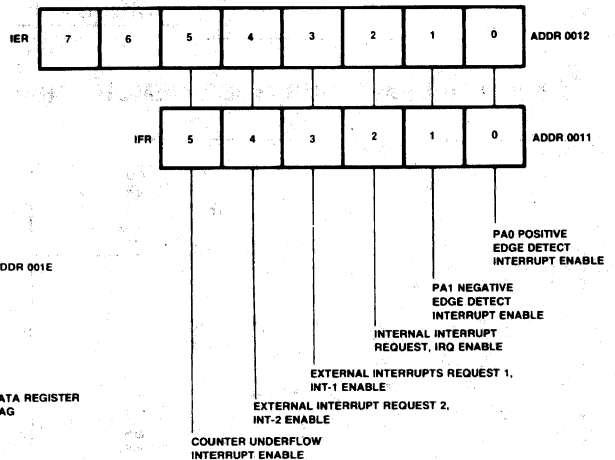 IER 7 6 5 4 3 2 1 0 ADDR 0012
IFR 5 4 3 2 1 0 ADDR 0011
PA0 POSITIVE
EDGE DETECT
INTERRUPT ENABLE
DDR 001E
PA1 NEGATIVE
EDGE DETECT
INTERRUPT ENABLE
INTERNAL INTERRUPT
REQUEST, IRQ ENABLE
EXTERNAL INTERRUPTS REQUEST 1,
INT-1 ENABLE
ATA REGISTER
AG
EXTERNAL INTERRUPT REQUEST 2,
INT-2 ENABLE
COUNTER UNDERFLOW
INTERRUPT ENABLE